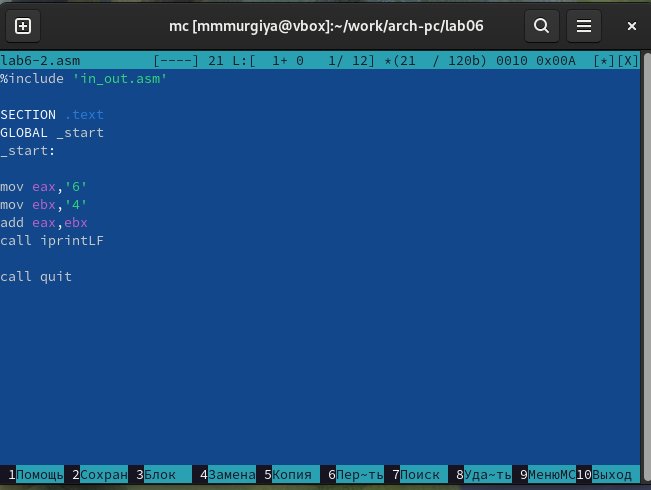 mc [mmmurgiya@vbox]:~/work/arch-pc/lab06
lab6-2.asm [----] 21 L:[ 1+ 0 1/ 12] *(21 / 120b) 0010 0x00A [*][X]
%include 'in_out.asm'
SECTION .text
GLOBAL _start
_start:
mov eax,'6'
mov ebx,'4'
add eax,ebx
call iprintLF
call quit
1Помощь 2Сохран 3Блок 4Замена 5Копия 6Пер~ть 7Поиск 8Уда~ть 9МенюMC 10Выход